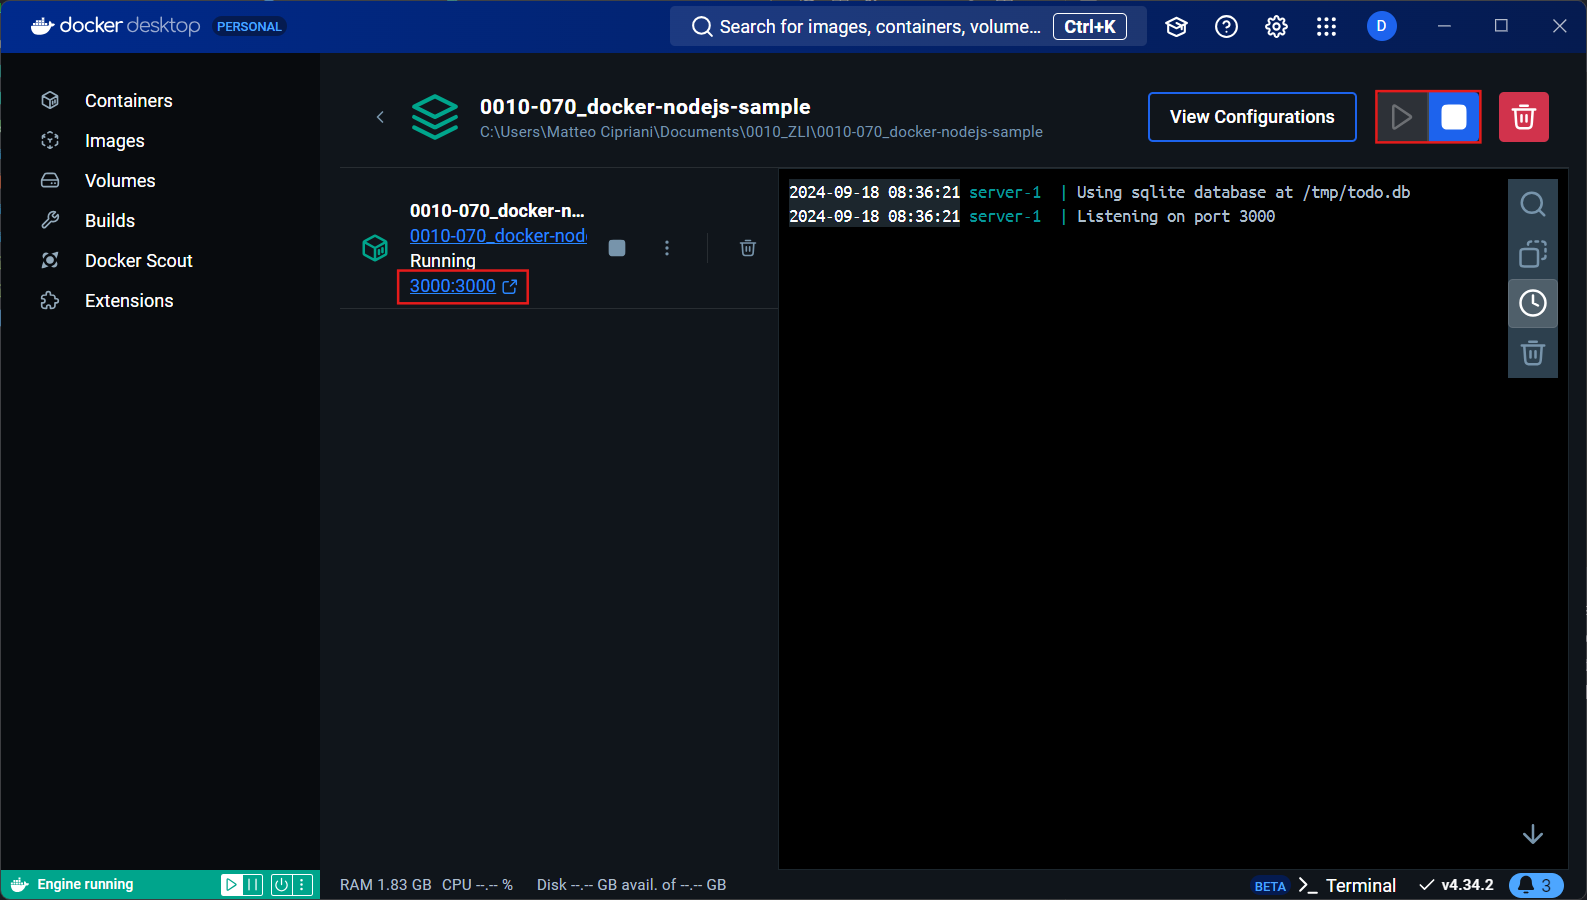 docker desktop PERSONAL
Search for images, containers, volume... Ctrl+K
D
Containers
Images
Volumes
Builds
Docker Scout
Extensions
0010-070_docker-nodejs-sample
C:\Users\Matteo Cipriani\Documents\0010_ZLI\0010-070_docker-nodejs-sample
View Configurations
0010-070_docker-n...
0010-070_docker-node
Running
3000:3000
2024-09-18 08:36:21 server-1 | Using sqlite database at /tmp/todo.db
2024-09-18 08:36:21 server-1 | Listening on port 3000
Engine running
RAM 1.83 GB CPU --.-- % Disk --.-- GB avail. of --.-- GB
BETA >_ Terminal
v4.34.2
3